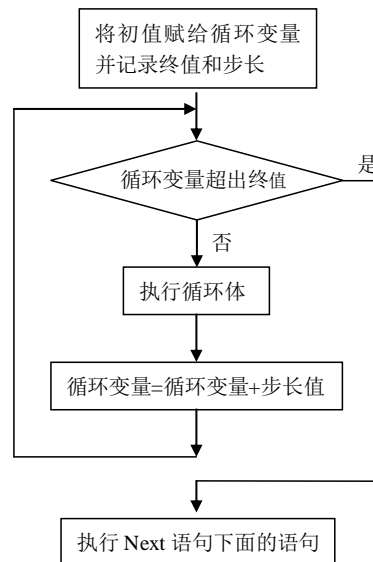 将初值赋给循环变量
并记录终值和步长
循环变量超出终值
是
否
执行循环体
循环变量=循环变量+步长值
执行 Next 语句下面的语句